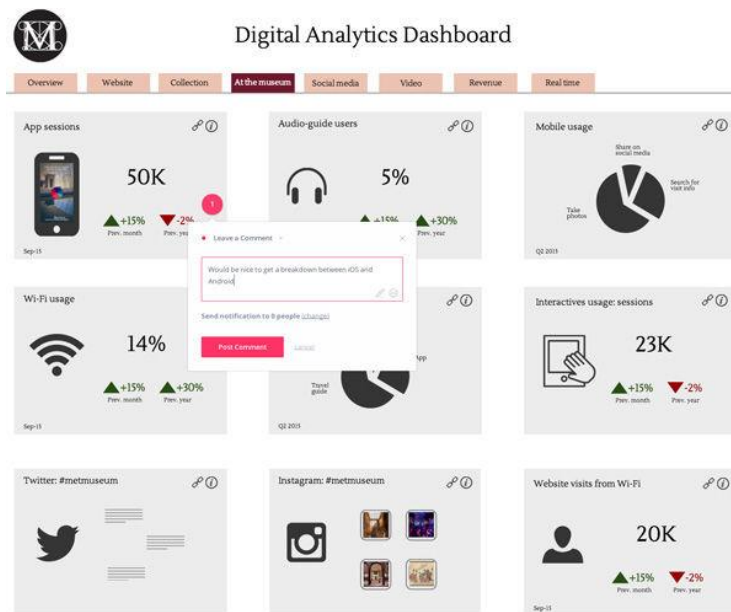 M
Digital Analytics Dashboard
Overview Website Collection At the museum Social media Video Revenue Real time
App sessions
50K
+15% -2%
Prev. month Prev. year
Sep-15
Audio-guide users
5%
+15% +30%
Prev. year
Mobile usage
Share on
social media
Search for
visit info
Take
photos
Q2 2015
1
Leave a Comment
Would be nice to get a breakdown between iOS and
Android
Send notification to 0 people (change)
Post Comment Cancel
Wi-Fi usage
14%
+15% +30%
Prev. month Prev. year
Sep-15
App
Travel
guide
Q2 2015
Interactives usage: sessions
23K
+15% -2%
Prev. month Prev. year
Twitter: #metmuseum
Instagram: #metmuseum
Website visits from Wi-Fi
20K
+15% -2%
Prev. month Prev. year
Sep-15